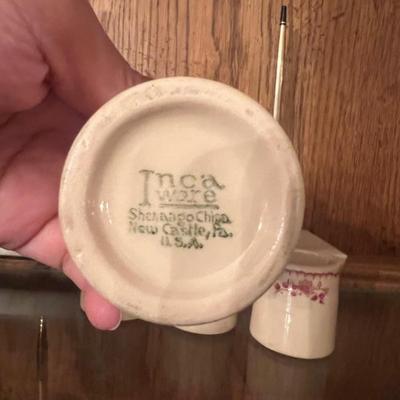 Inca
ware
Shenango China
New Castle, Pa.
U.S.A.